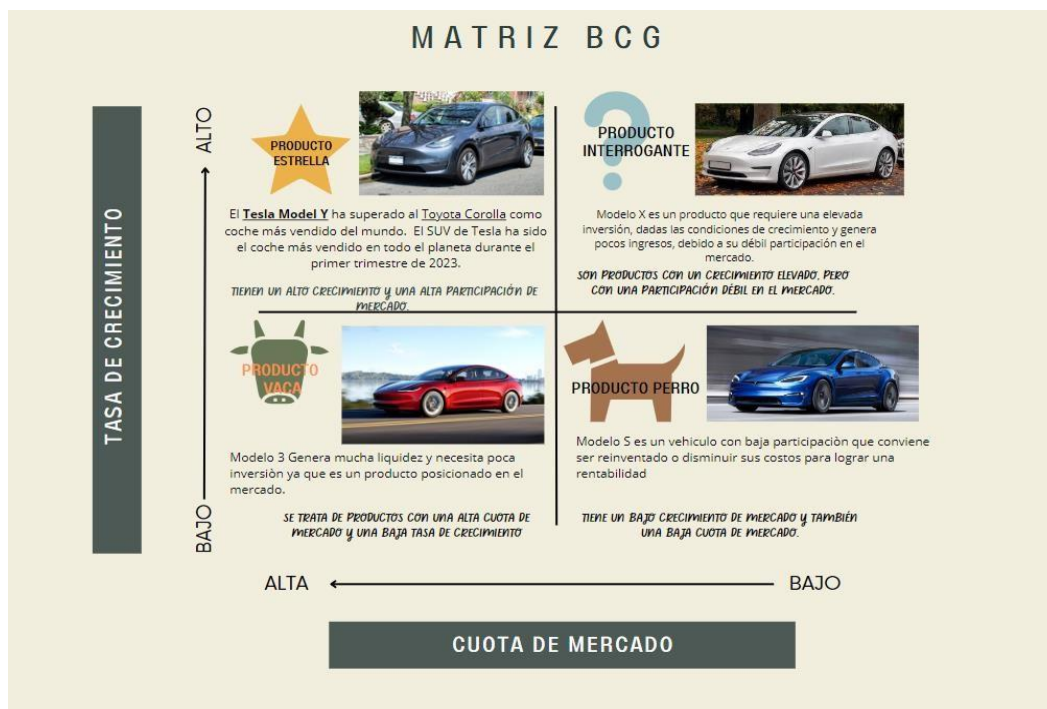 MATRIZ BCG
TASA DE CRECIMIENTO
ALTO
BAJO
PRODUCTO
ESTRELLA
El Tesla Model Y ha superado al Toyota Corolla como
coche más vendido del mundo. El SUV de Tesla ha sido
el coche más vendido en todo el planeta durante el
primer trimestre de 2023.
TIENEN UN ALTO CRECIMIENTO Y UNA ALTA PARTICIPACIÓN DE
MERCADO.
PRODUCTO
INTERROGANTE
Modelo X es un producto que requiere una elevada
inversión, dadas las condiciones de crecimiento y genera
pocos ingresos, debido a su débil participación en el
mercado.
SON PRODUCTOS CON UN CRECIMIENTO ELEVADO, PERO
CON UNA PARTICIPACIÓN DÉBIL EN EL MERCADO.
PRODUCTO
VACA
Modelo 3 Genera mucha liquidez y necesita poca
inversiòn ya que es un producto posicionado en el
mercado.
SE TRATA DE PRODUCTOS CON UNA ALTA CUOTA DE
MERCADO Y UNA BAJA TASA DE CRECIMIENTO
PRODUCTO PERRO
Modelo S es un vehiculo con baja participaciòn que conviene
ser reinventado o disminuir sus costos para lograr una
rentabilidad
TIENE UN BAJO CRECIMIENTO DE MERCADO Y TAMBIÉN
UNA BAJA CUOTA DE MERCADO.
ALTA
BAJO
CUOTA DE MERCADO